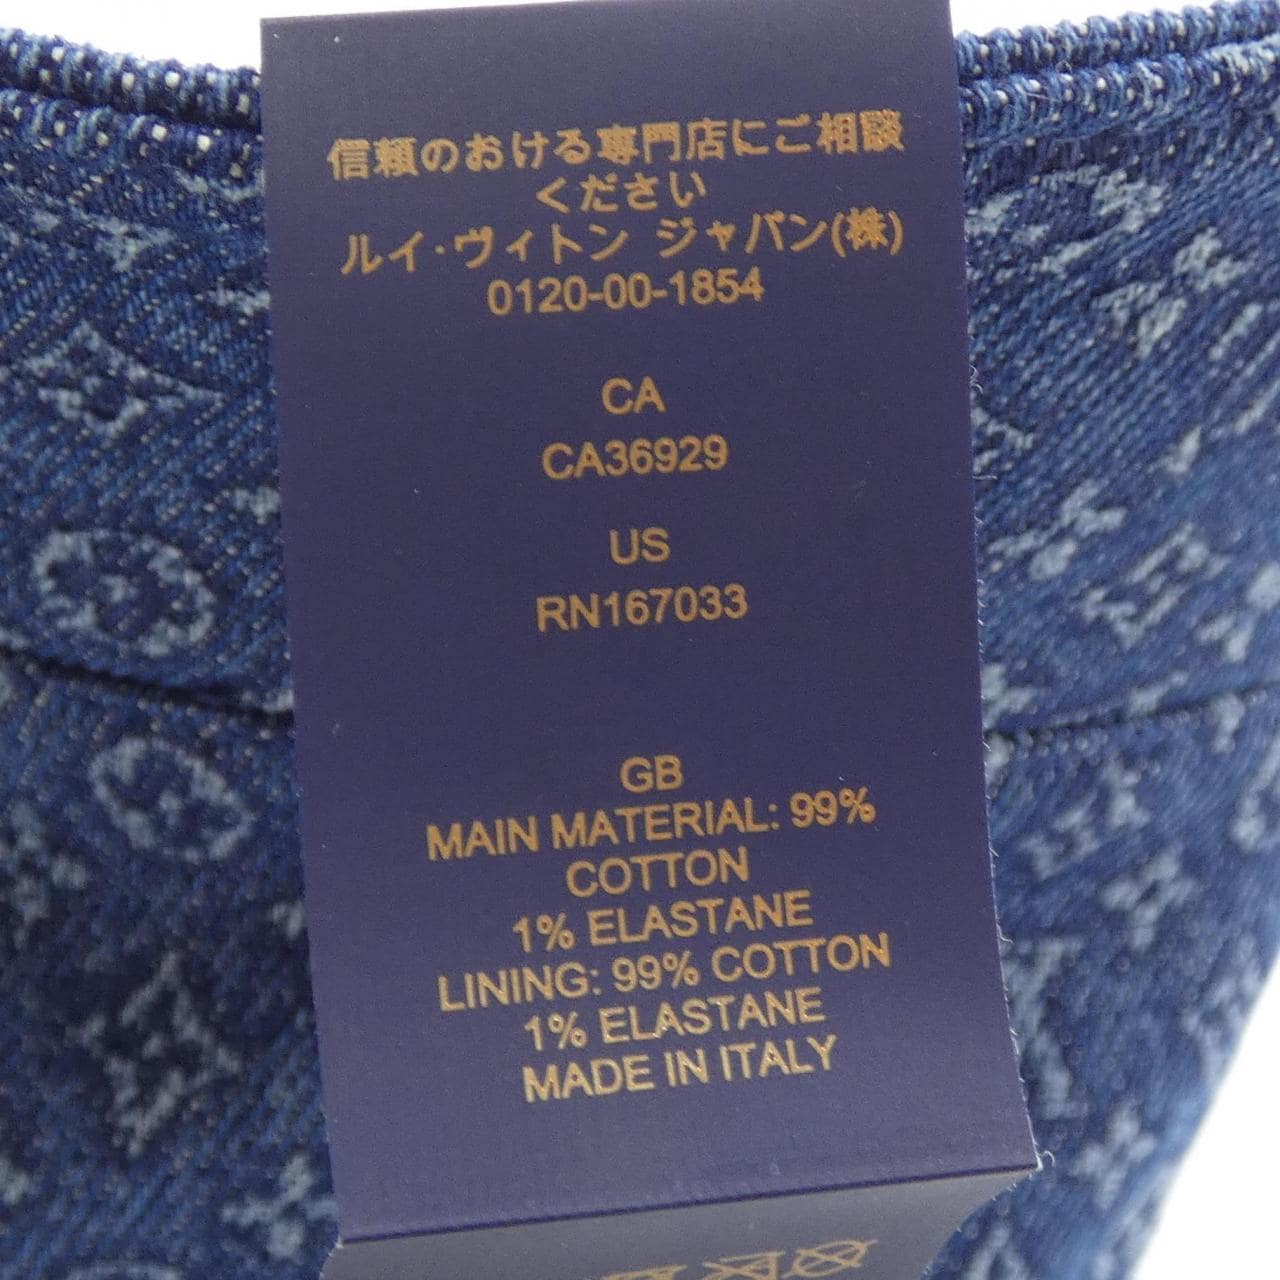 信頼のおける専門店にご相談
ください
ルイ・ヴィトン ジャパン(株)
0120-00-1854
CA
CA36929
US
RN167033
GB
MAIN MATERIAL: 99%
COTTON
1% ELASTANE
LINING: 99% COTTON
1% ELASTANE
MADE IN ITALY